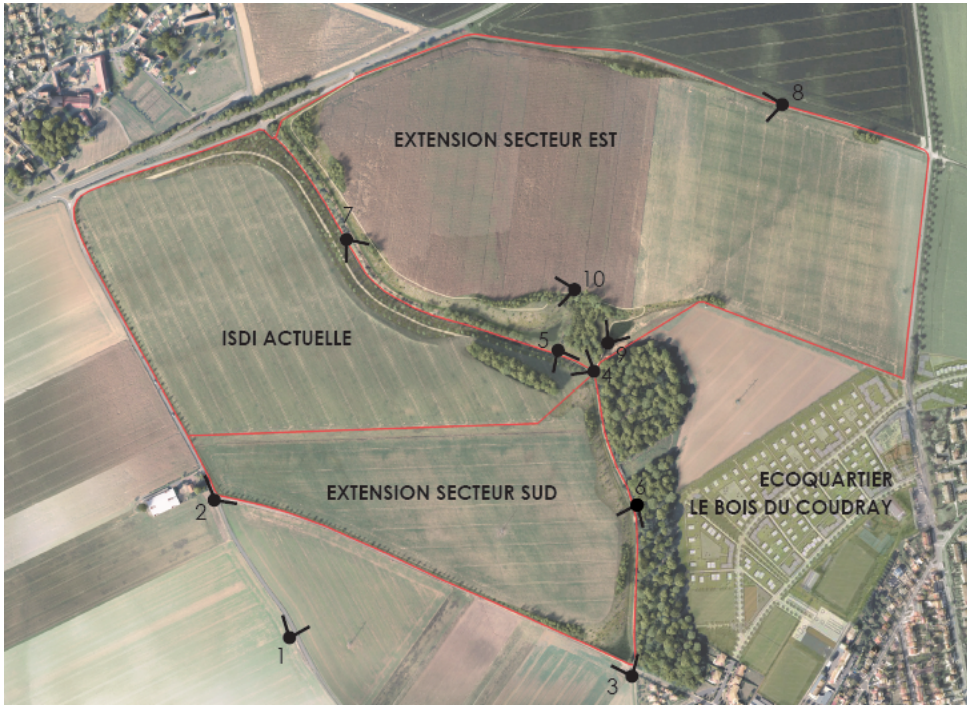 8
EXTENSION SECTEUR EST
7
10
ISDI ACTUELLE
5
9
4
ECOQUARTIER
LE BOIS DU COUDRAY
EXTENSION SECTEUR SUD
6
2
1
3